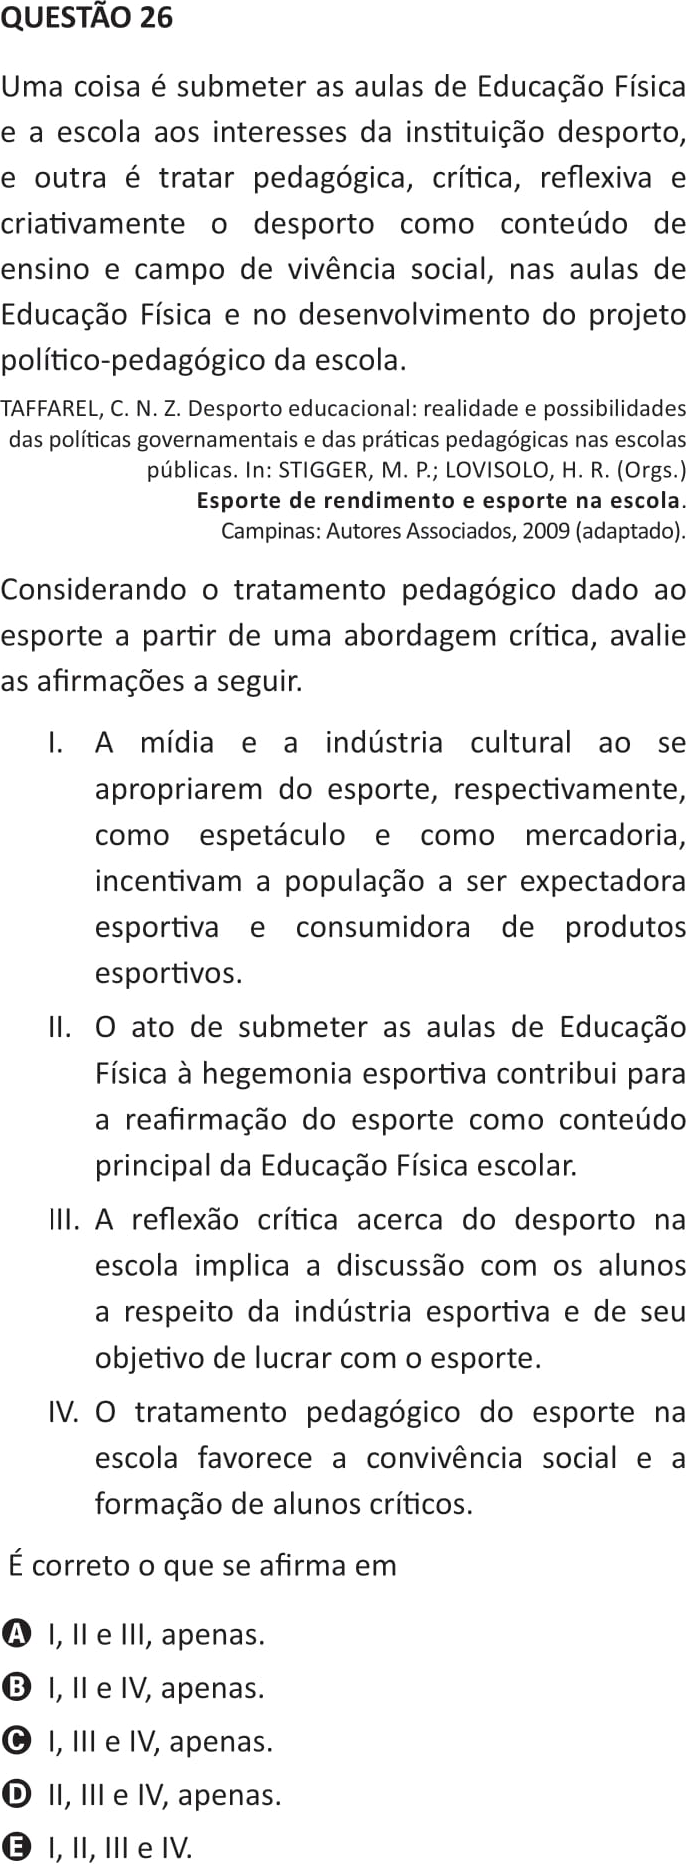 QUESTÃO 26
Uma coisa é submeter as aulas de Educação Física
e a escola aos interesses da instituição desporto,
e outra é tratar pedagógica, crítica, reflexiva e
criativamente o desporto como conteúdo de
ensino e campo de vivência social, nas aulas de
Educação Física e no desenvolvimento do projeto
político-pedagógico da escola.
TAFFAREL, C. N. Z. Desporto educacional: realidade e possibilidades
das políticas governamentais e das práticas pedagógicas nas escolas
públicas. In: STIGGER, M. P.; LOVISOLO, H. R. (Orgs.)
Esporte de rendimento e esporte na escola.
Campinas: Autores Associados, 2009 (adaptado).
Considerando o tratamento pedagógico dado ao
esporte a partir de uma abordagem crítica, avalie
as afirmações a seguir.
I. A mídia e a indústria cultural ao se
apropriarem do esporte, respectivamente,
como espetáculo e como mercadoria,
incentivam a população a ser expectadora
esportiva e consumidora de produtos
esportivos.
II. O ato de submeter as aulas de Educação
Física à hegemonia esportiva contribui para
a reafirmação do esporte como conteúdo
principal da Educação Física escolar.
III. A reflexão crítica acerca do desporto na
escola implica a discussão com os alunos
a respeito da indústria esportiva e de seu
objetivo de lucrar com o esporte.
IV. O tratamento pedagógico do esporte na
escola favorece a convivência social e a
formação de alunos críticos.
É correto o que se afirma em
A I, II e III, apenas.
B I, II e IV, apenas.
C I, III e IV, apenas.
D II, III e IV, apenas.
E I, II, III e IV.